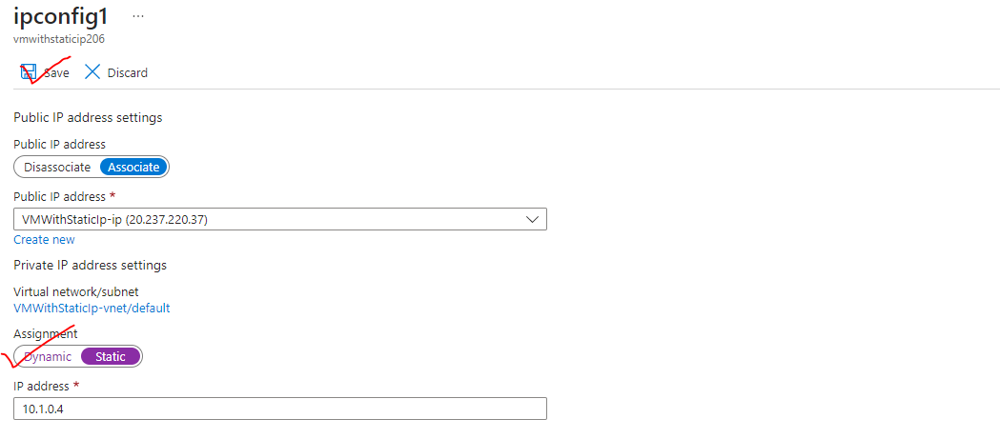 ipconfig1 ...
vmwithstaticip206
Save Discard
Public IP address settings
Public IP address
Disassociate Associate
Public IP address *
VMWithStaticIp-ip (20.237.220.37)
Create new
Private IP address settings
Virtual network/subnet
VMWithStaticIp-vnet/default
Assignment
Dynamic Static
IP address *
10.1.0.4